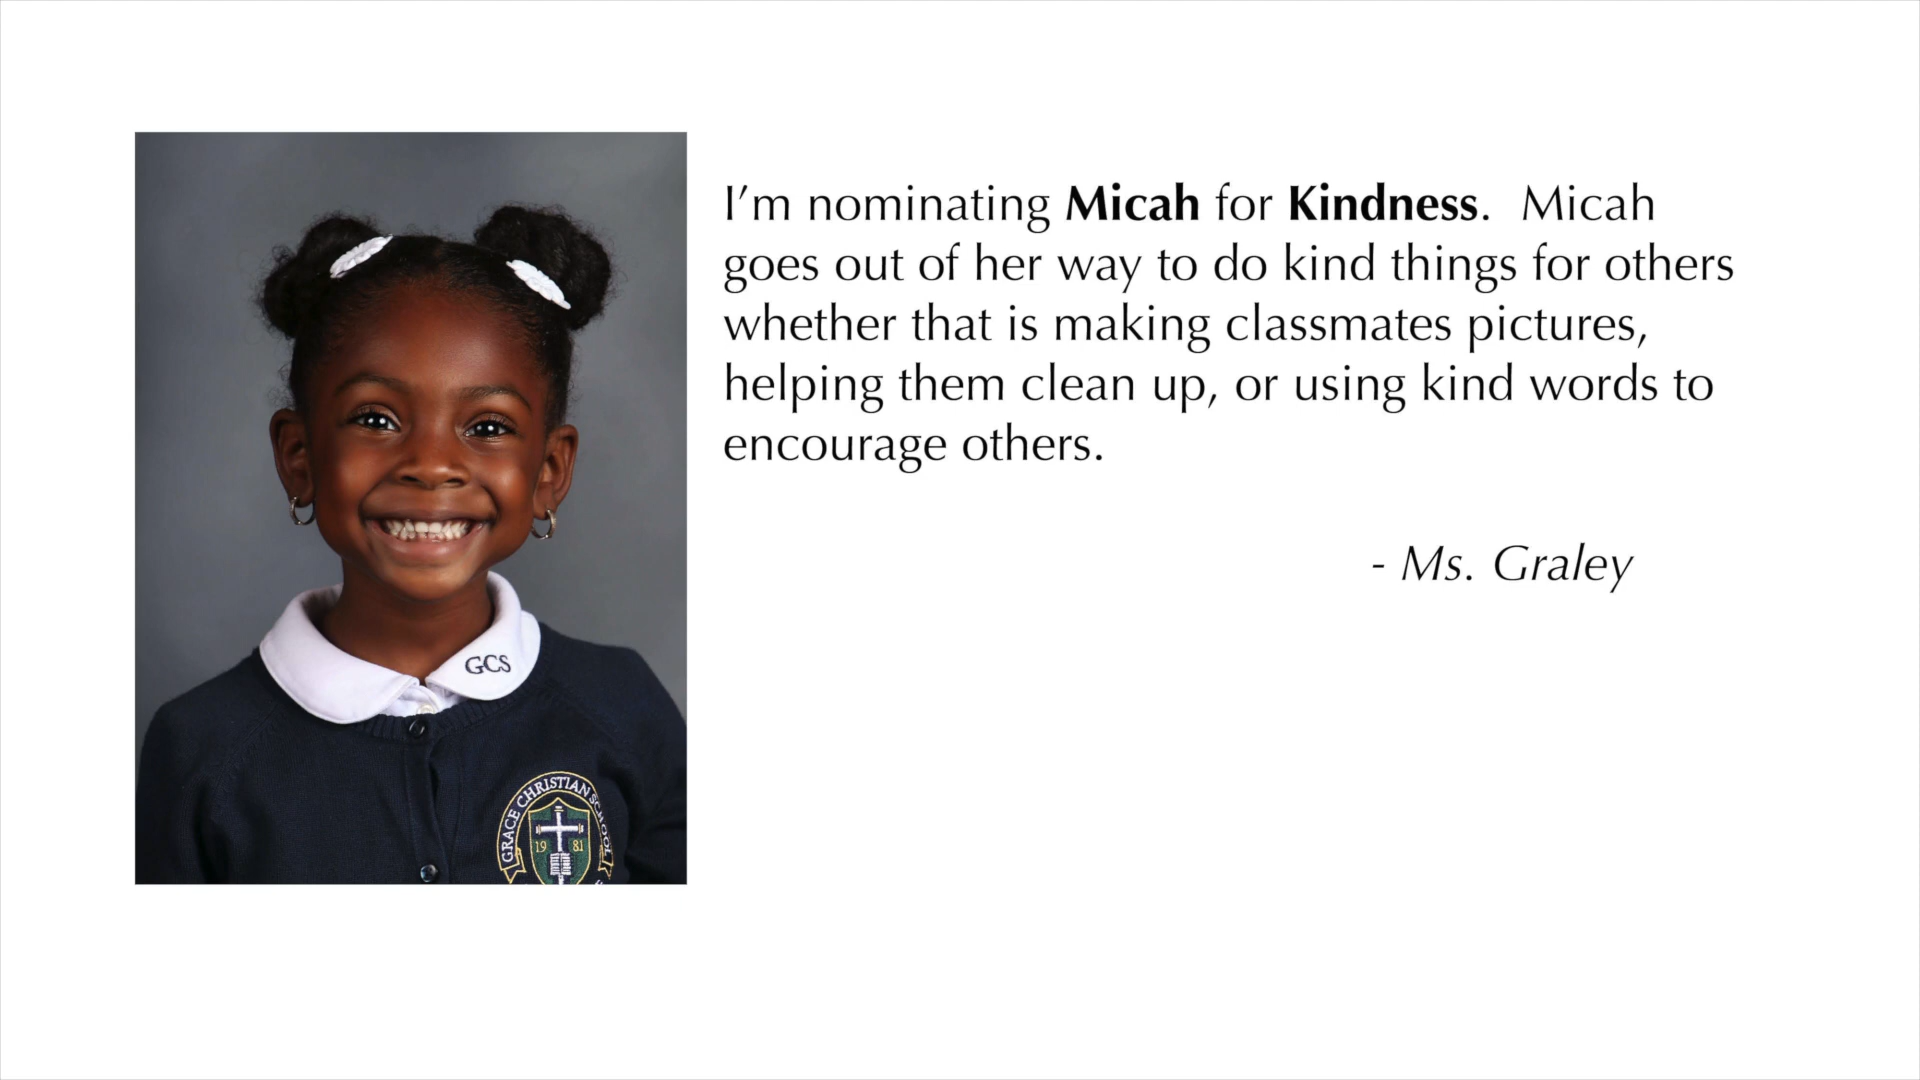 I’m nominating Micah for Kindness.  Micah
goes out of her way to do kind things for others
whether that is making classmates pictures,
helping them clean up, or using kind words to
encourage others.
- Ms. Graley
GCS
GRACE CHRISTIAN SCHOOL
19 81